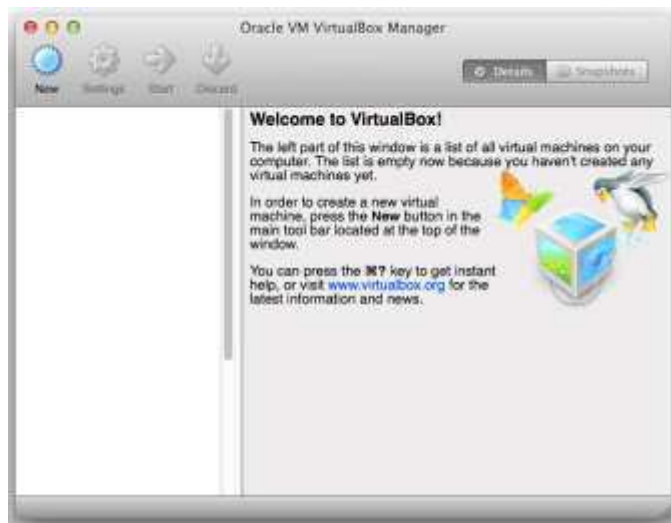 Oracle VM VirtualBox Manager
New Settings Start Discard
Details Snapshots
Welcome to VirtualBox!
The left part of this window is a list of all virtual machines on your
computer. The list is empty now because you haven't created any
virtual machines yet.
In order to create a new virtual
machine, press the New button in the
main tool bar located at the top of the
window.
You can press the ⌘? key to get instant
help, or visit www.virtualbox.org for the
latest information and news.